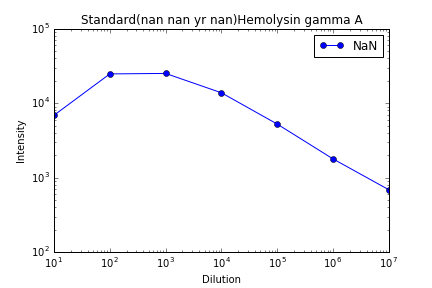 Standard(nan nan yr nan)Hemolysin gamma A
NaN
Intensity
10^5
10^4
10^3
10^2
10^1 10^2 10^3 10^4 10^5 10^6 10^7
Dilution